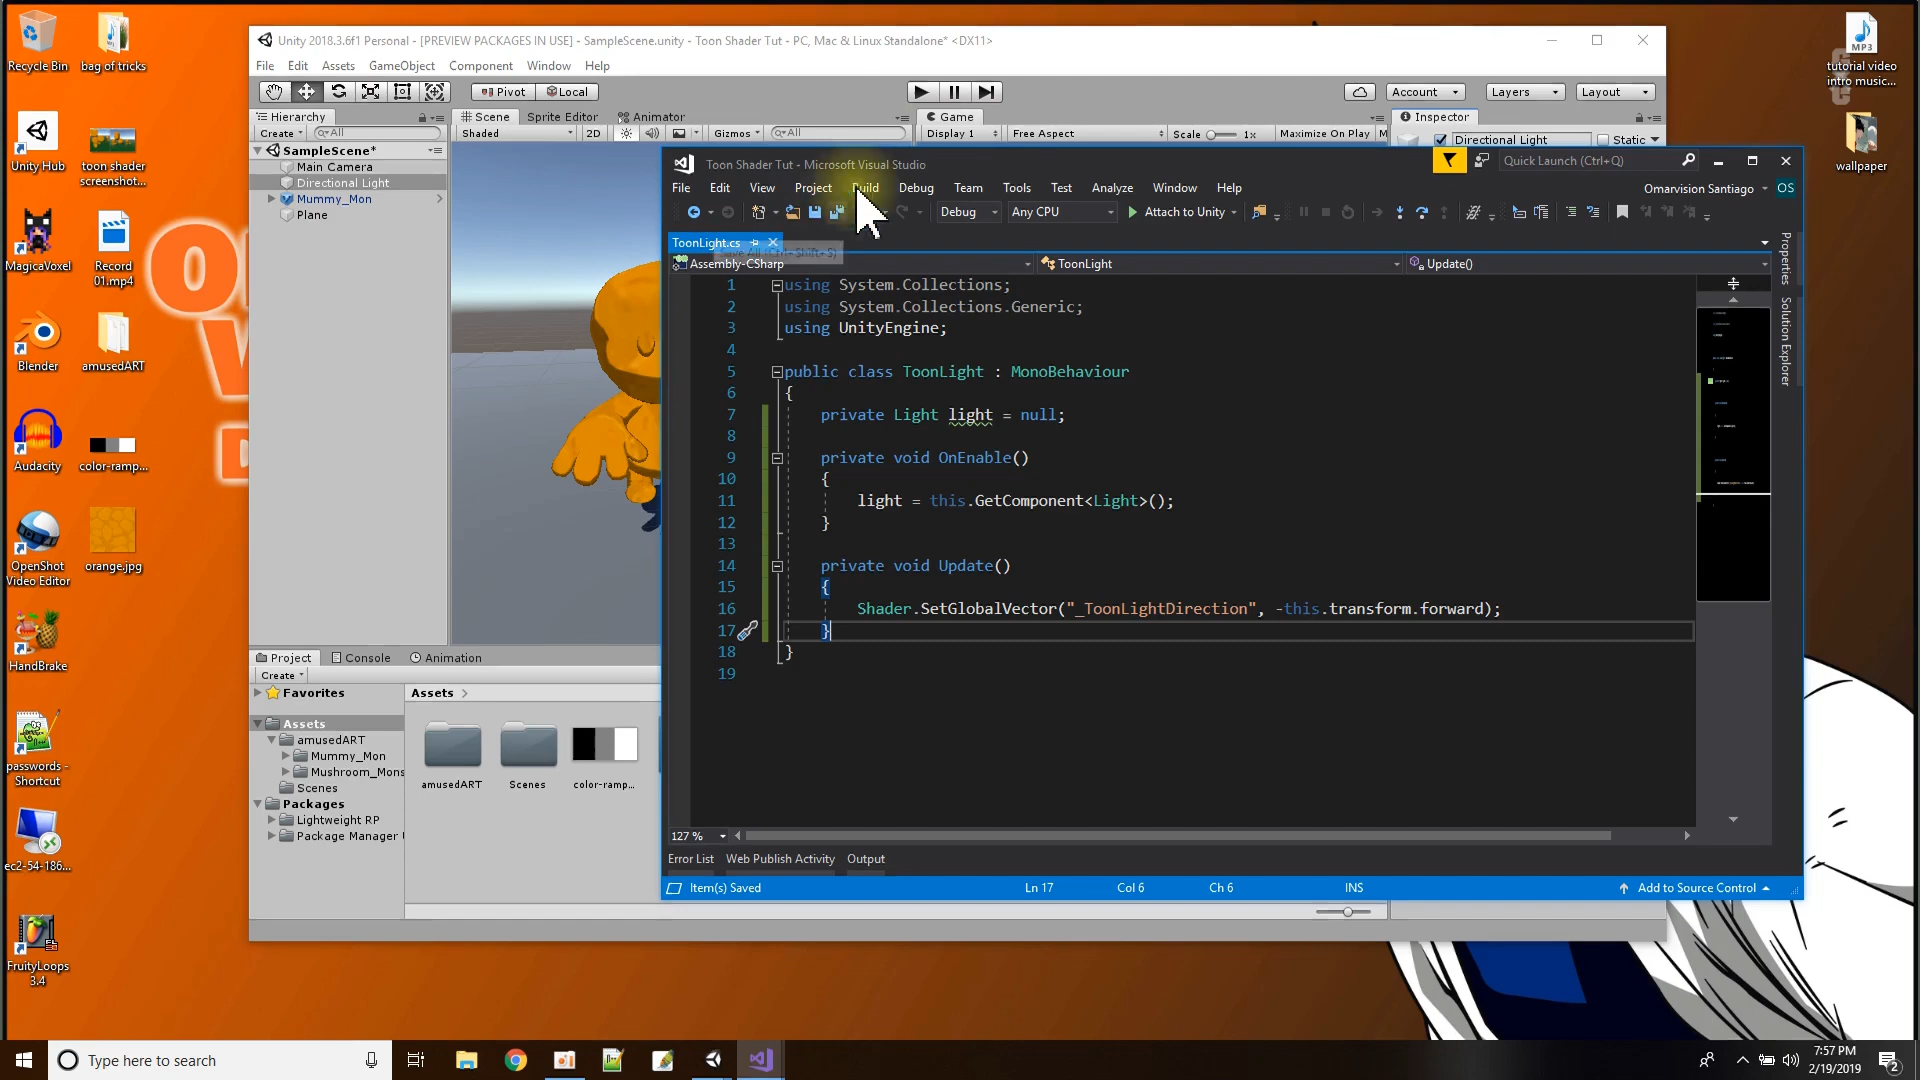 Recycle Bin
bag of tricks
Unity Hub
toon shader
screenshot...
MagicaVoxel
Record
01.mp4
Blender
amusedART
Audacity
color-ramp...
OpenShot
Video Editor
orange.jpg
HandBrake
passwords -
Shortcut
ec2-54-186...
FruityLoops
3.4
tutorial video
intro music...
MP3
wallpaper
Unity 2018.3.6f1 Personal - [PREVIEW PACKAGES IN USE] - SampleScene.unity - Toon Shader Tut - PC, Mac & Linux Standalone* <DX11>
File Edit Assets GameObject Component Window Help
Pivot Local Account Layers Layout
Hierarchy Scene Sprite Editor Animator Game Inspector
Create All Shaded 2D Gizmos All Display 1 Free Aspect Scale 1x Maximize On Play M Directional Light Static
SampleScene*
Main Camera
Directional Light
Mummy_Mon
Plane
Toon Shader Tut - Microsoft Visual Studio
Quick Launch (Ctrl+Q)
File Edit View Project Build Debug Team Tools Test Analyze Window Help
Omarvision Santiago OS
Debug Any CPU Attach to Unity
ToonLight.cs
Save All (Ctrl+Shift+S)
Assembly-CSharp ToonLight Update()
Properties
Solution Explorer
1 using System.Collections;
2 using System.Collections.Generic;
3 using UnityEngine;
4
5 public class ToonLight : MonoBehaviour
6 {
7 private Light light = null;
8
9 private void OnEnable()
10 {
11 light = this.GetComponent<Light>();
12 }
13
14 private void Update()
15 {
16 Shader.SetGlobalVector("_ToonLightDirection", -this.transform.forward);
17 }
18 }
19
127 %
Error List Web Publish Activity Output
Item(s) Saved Ln 17 Col 6 Ch 6 INS Add to Source Control
Project Console Animation
Create
Favorites
Assets
amusedART
Mummy_Mon
Mushroom_Mons
Scenes
Packages
Lightweight RP
Package Manager
Assets
amusedART Scenes color-ramp...
Type here to search
7:57 PM
2/19/2019
2